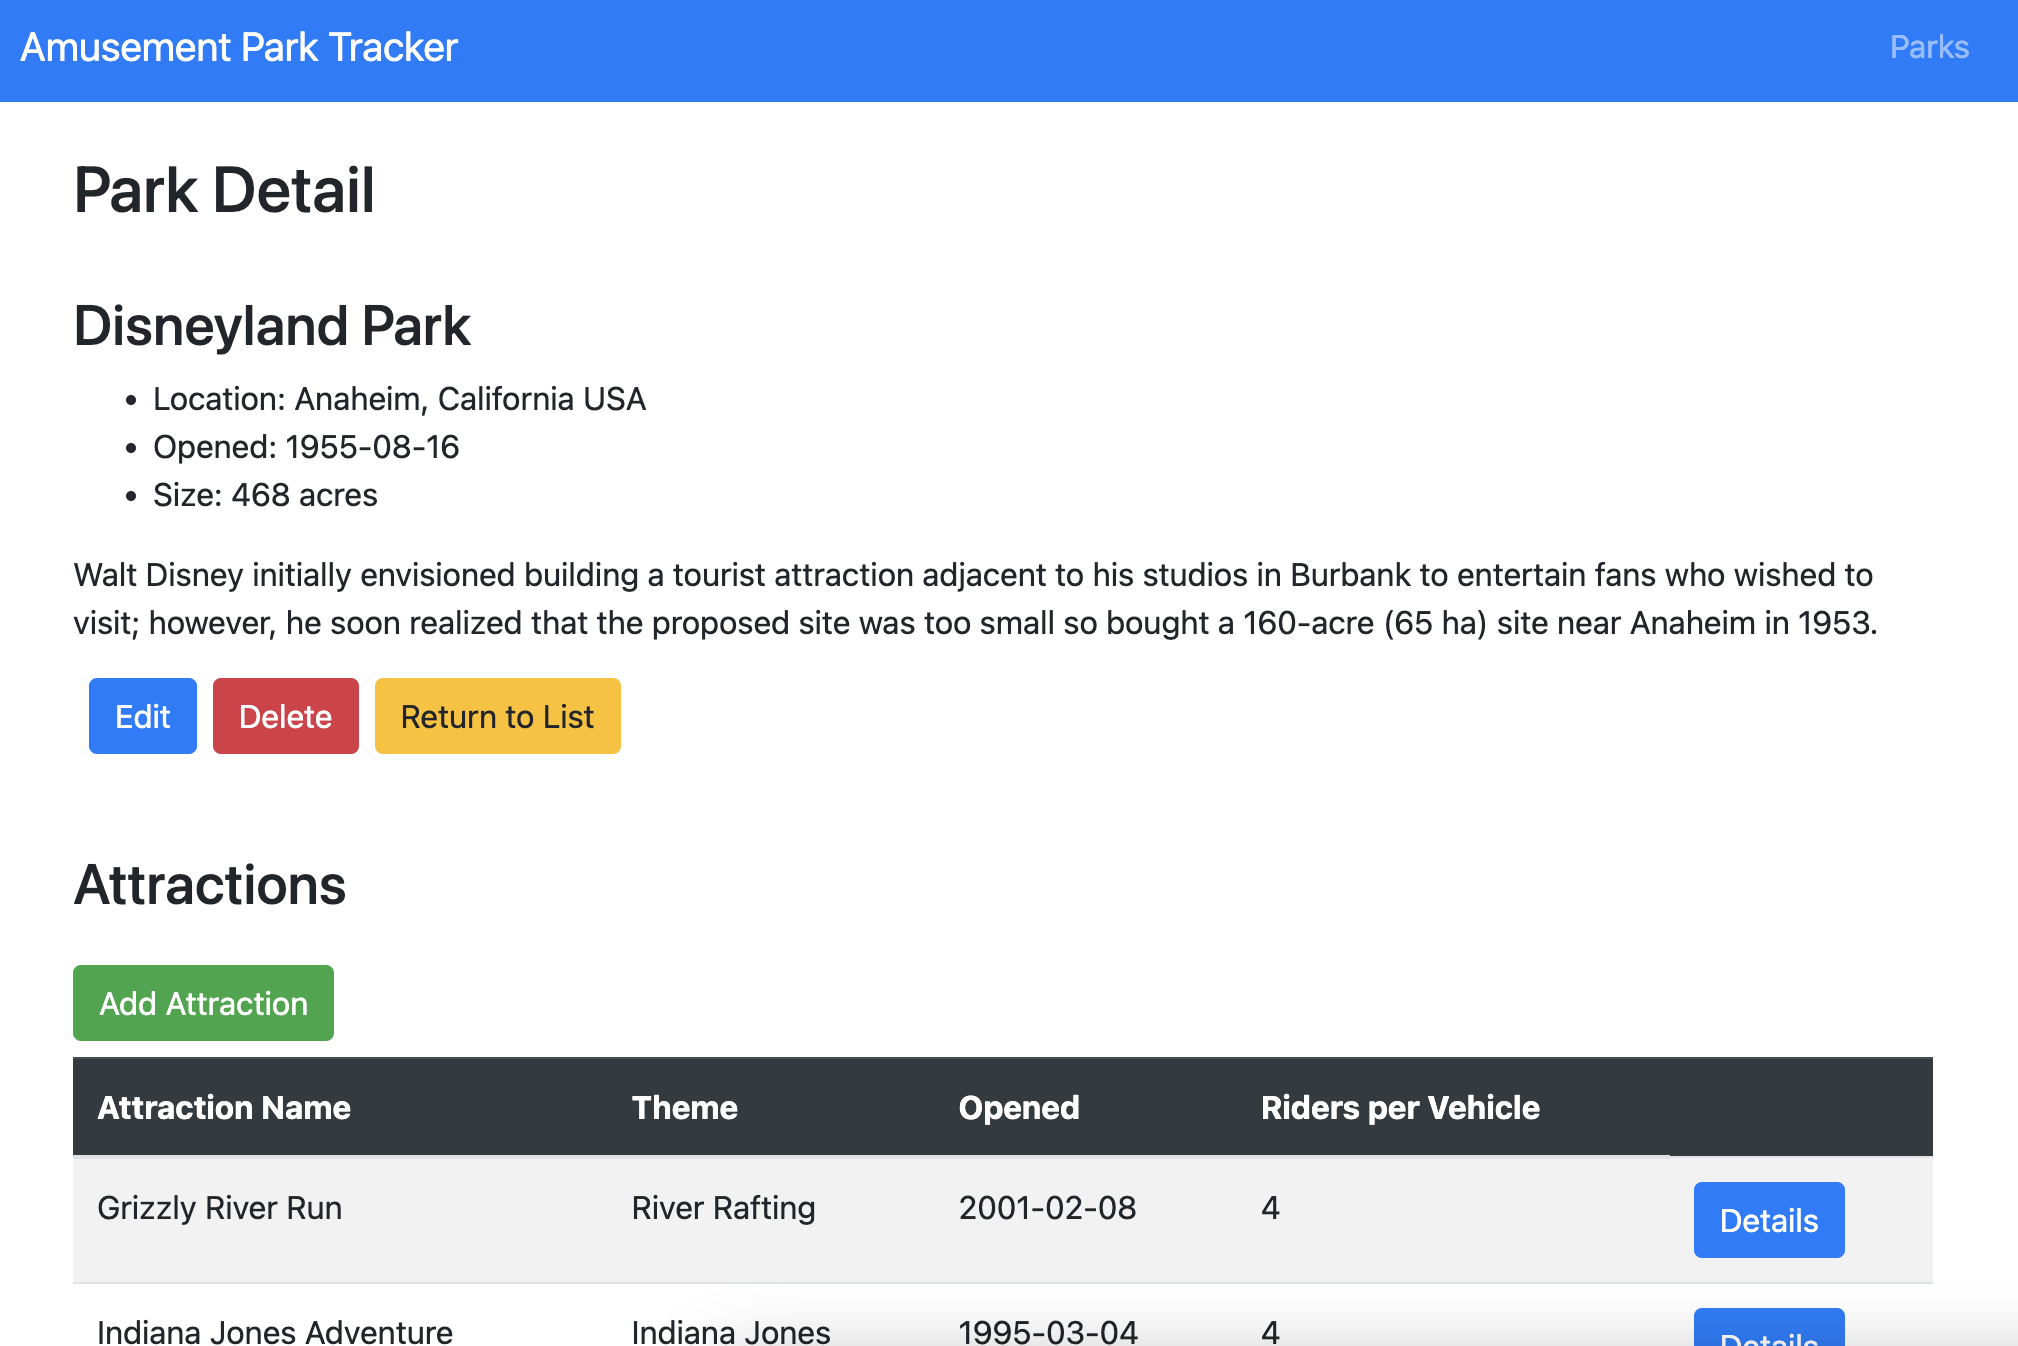 Amusement Park Tracker Parks
Park Detail
Disneyland Park
• Location: Anaheim, California USA
• Opened: 1955-08-16
• Size: 468 acres
Walt Disney initially envisioned building a tourist attraction adjacent to his studios in Burbank to entertain fans who wished to
visit; however, he soon realized that the proposed site was too small so bought a 160-acre (65 ha) site near Anaheim in 1953.
Edit Delete Return to List
Attractions
Add Attraction
Attraction Name Theme Opened Riders per Vehicle
Grizzly River Run River Rafting 2001-02-08 4 Details
Indiana Jones Adventure Indiana Jones 1995-03-04 4 Details